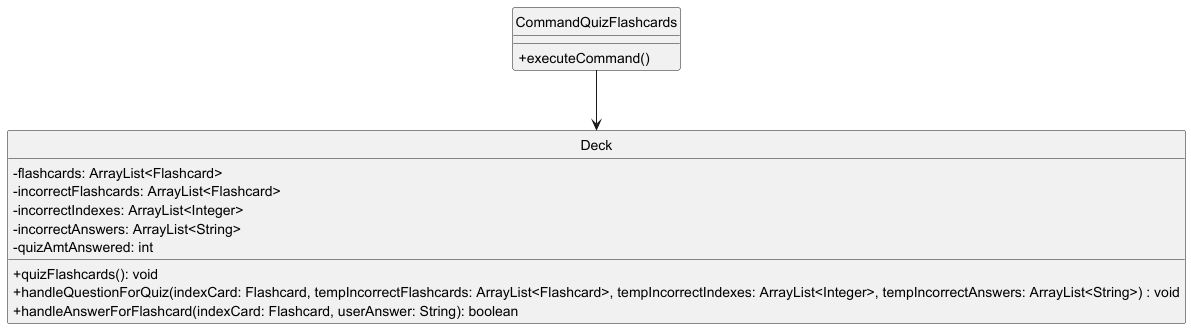 CommandQuizFlashcards
+executeCommand()
Deck
-flashcards: ArrayList<Flashcard>
-incorrectFlashcards: ArrayList<Flashcard>
-incorrectIndexes: ArrayList<Integer>
-incorrectAnswers: ArrayList<String>
-quizAmtAnswered: int
+quizFlashcards(): void
+handleQuestionForQuiz(indexCard: Flashcard, tempIncorrectFlashcards: ArrayList<Flashcard>, tempIncorrectIndexes: ArrayList<Integer>, tempIncorrectAnswers: ArrayList<String>) : void
+handleAnswerForFlashcard(indexCard: Flashcard, userAnswer: String): boolean